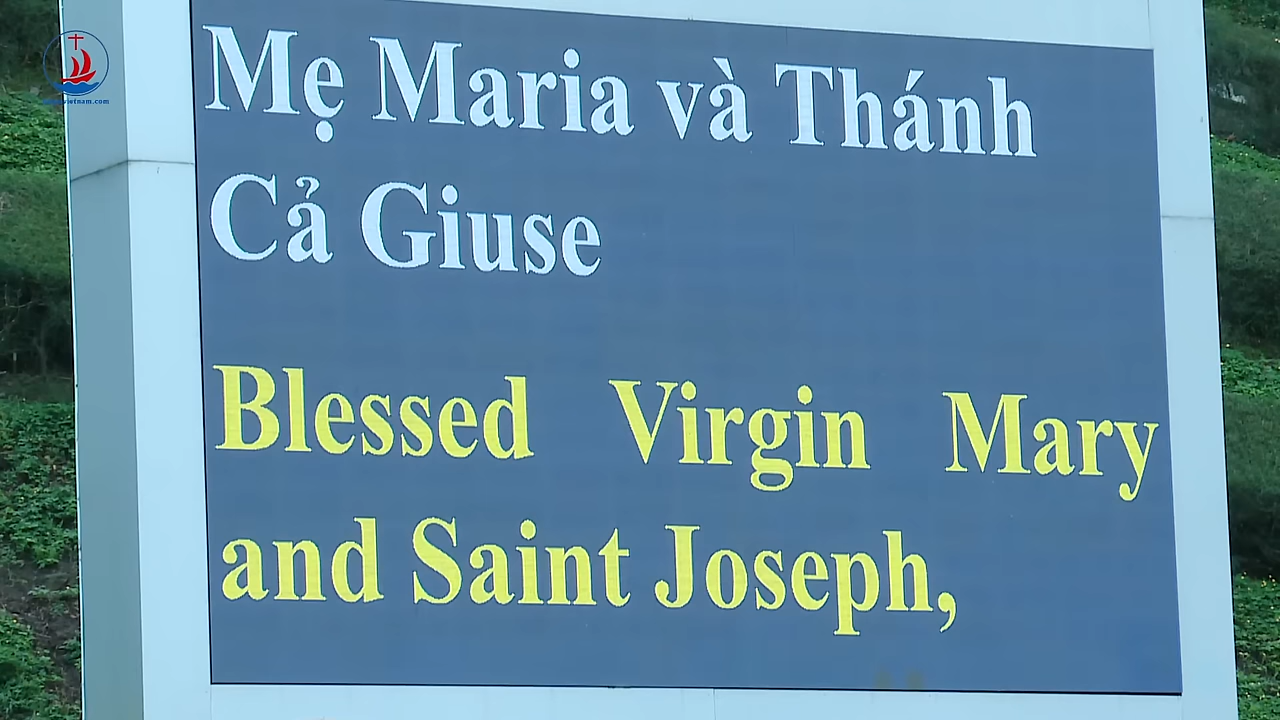 Mẹ Maria và Thánh
Cả Giuse
Blessed Virgin Mary
and Saint Joseph,